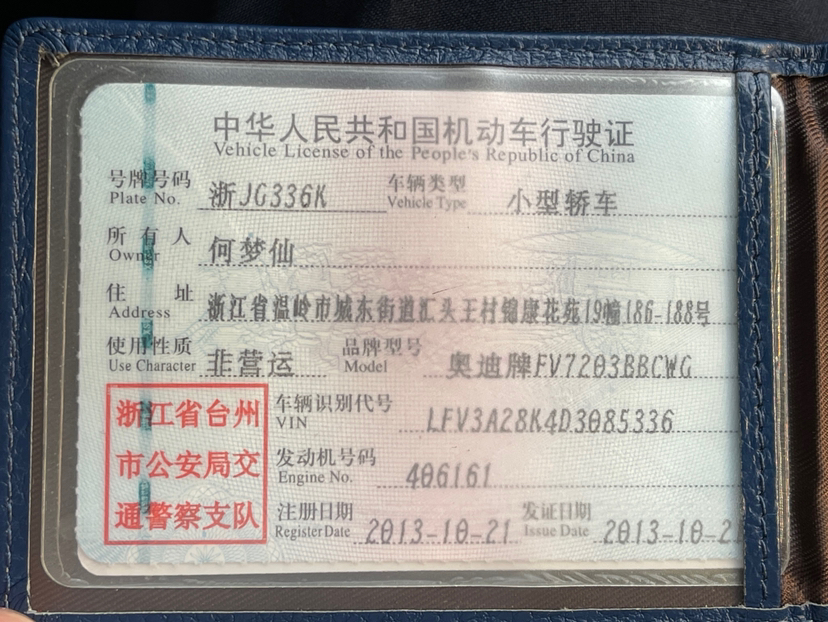 中华人民共和国机动车行驶证
Vehicle License of the People's Republic of China
号牌号码 浙JG336K 车辆类型 小型轿车
Plate No. Vehicle Type
所有人 何梦仙
Owner
住址 浙江省温岭市城东街道汇头王村锦康花苑19幢186-188号
Address
使用性质 非营运 品牌型号 奥迪牌FV7203BBCWG
Use Character Model
浙江省台州
市公安局交
通警察支队
车辆识别代号 LFV3A28K4D3085336
VIN
发动机号码 406161
Engine No.
注册日期 2013-10-21 发证日期 2013-10-21
Register Date Issue Date